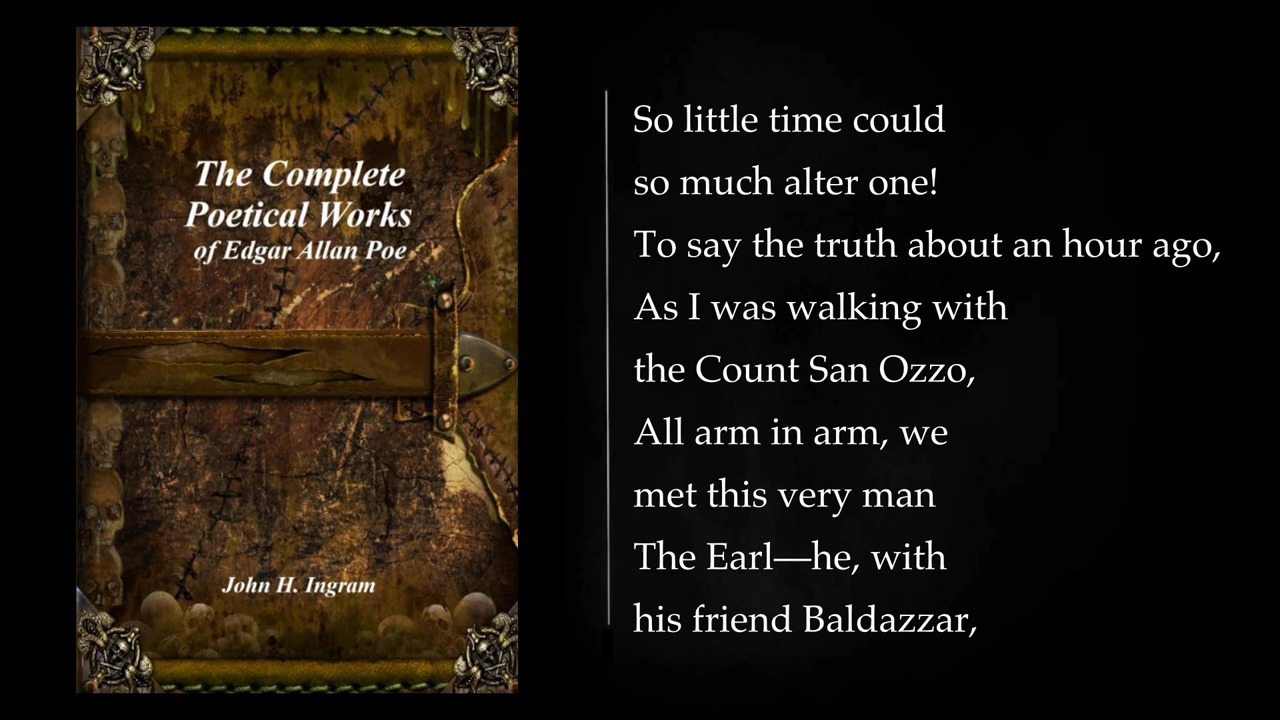 The Complete
Poetical Works
of Edgar Allan Poe
John H. Ingram
So little time could
so much alter one!
To say the truth about an hour ago,
As I was walking with
the Count San Ozzo,
All arm in arm, we
met this very man
The Earl—he, with
his friend Baldazzar,